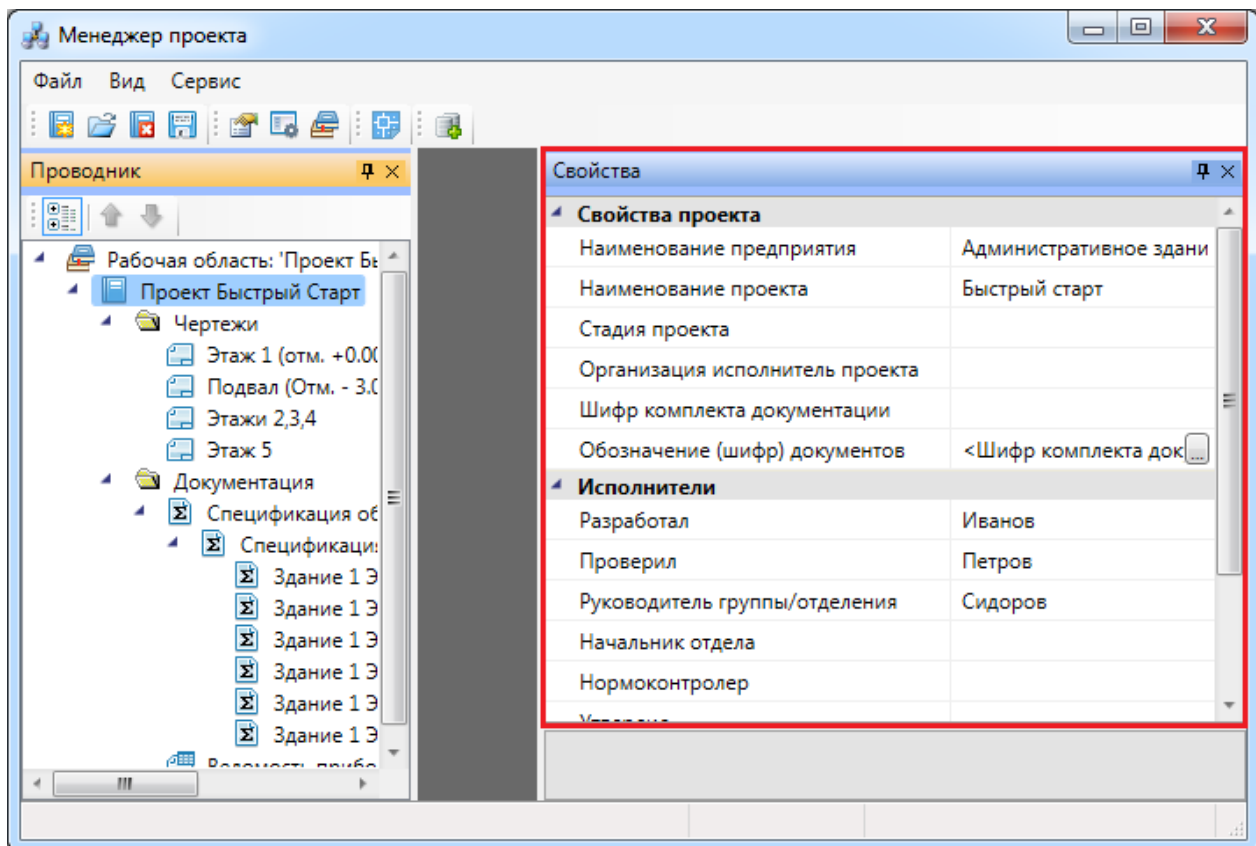 Менеджер проекта
Файл Вид Сервис
Проводник
Рабочая область: 'Проект Бы
Проект Быстрый Старт
Чертежи
Этаж 1 (отм. +0.00
Подвал (Отм. - 3.0
Этажи 2,3,4
Этаж 5
Документация
Спецификация об
Спецификация
Здание 1 Э
Здание 1 Э
Здание 1 Э
Здание 1 Э
Здание 1 Э
Здание 1 Э
Свойства
Свойства проекта
Наименование предприятия Административное здани
Наименование проекта Быстрый старт
Стадия проекта
Организация исполнитель проекта
Шифр комплекта документации
Обозначение (шифр) документов <Шифр комплекта док ...
Исполнители
Разработал Иванов
Проверил Петров
Руководитель группы/отделения Сидоров
Начальник отдела
Нормоконтролер